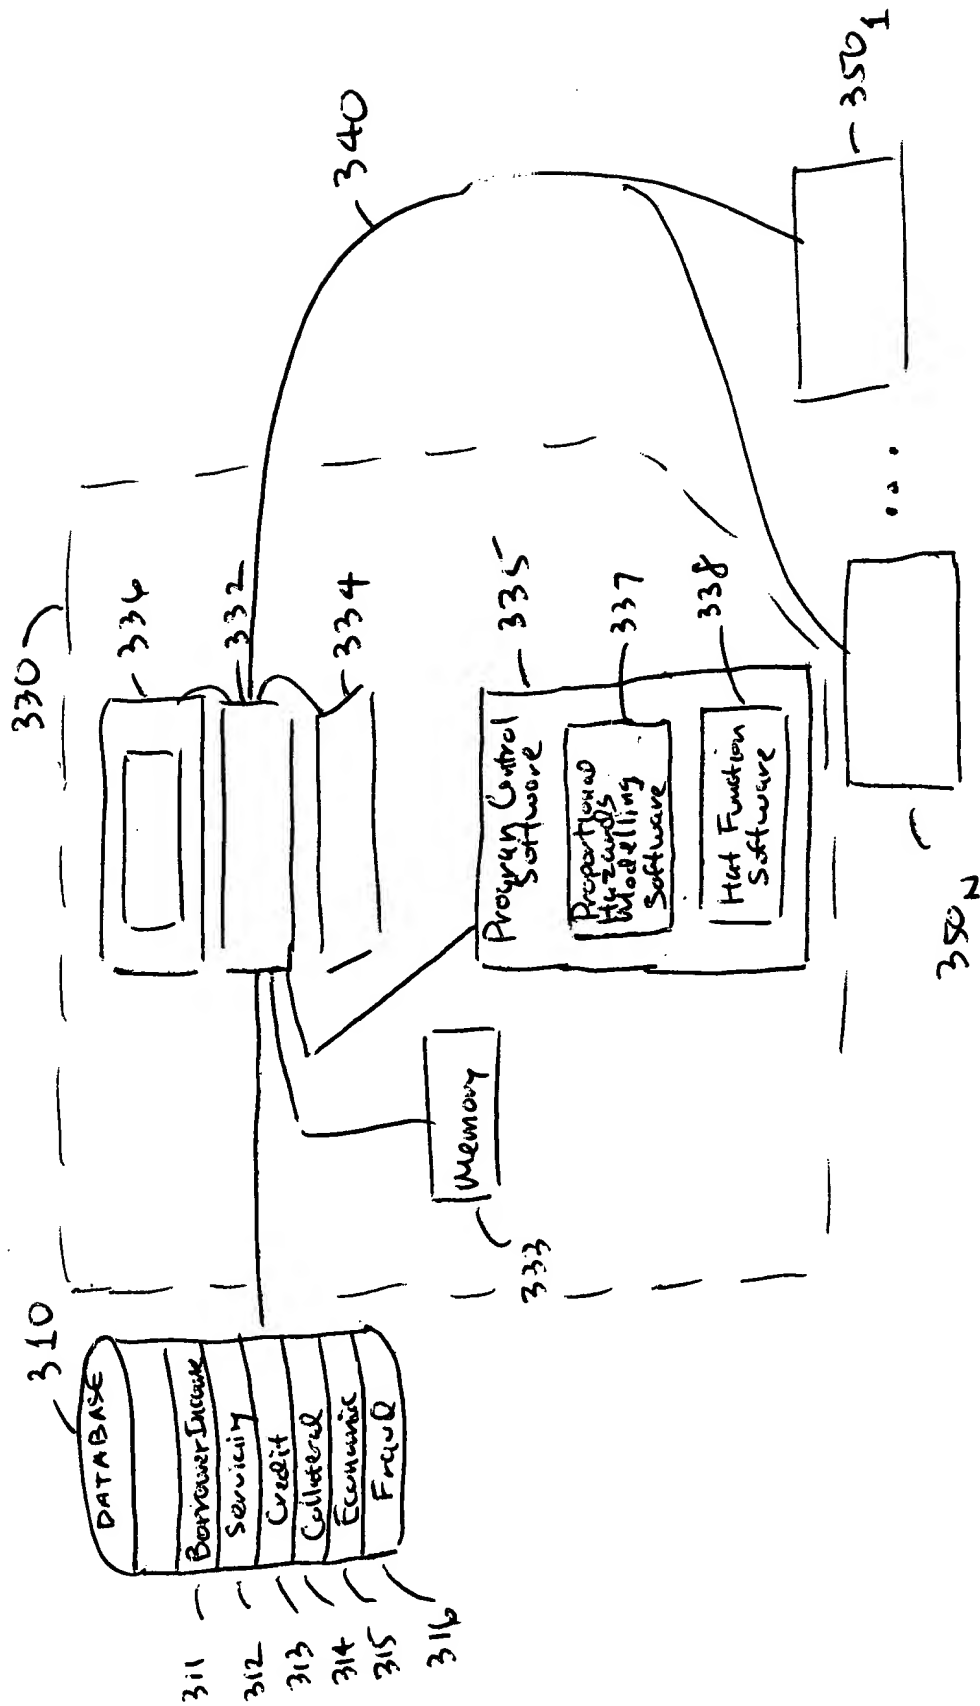 310
DATABASE
Borrower Income
Servicing
Credit
Collateral
Economic
Fraud
311
312
313
314
315
316
330
336
332
334
333
Memory
335
Program Control
Software
337
Proportional
Hazards
Modelling
Software
338
Hat Function
Software
340
350N
...
3501